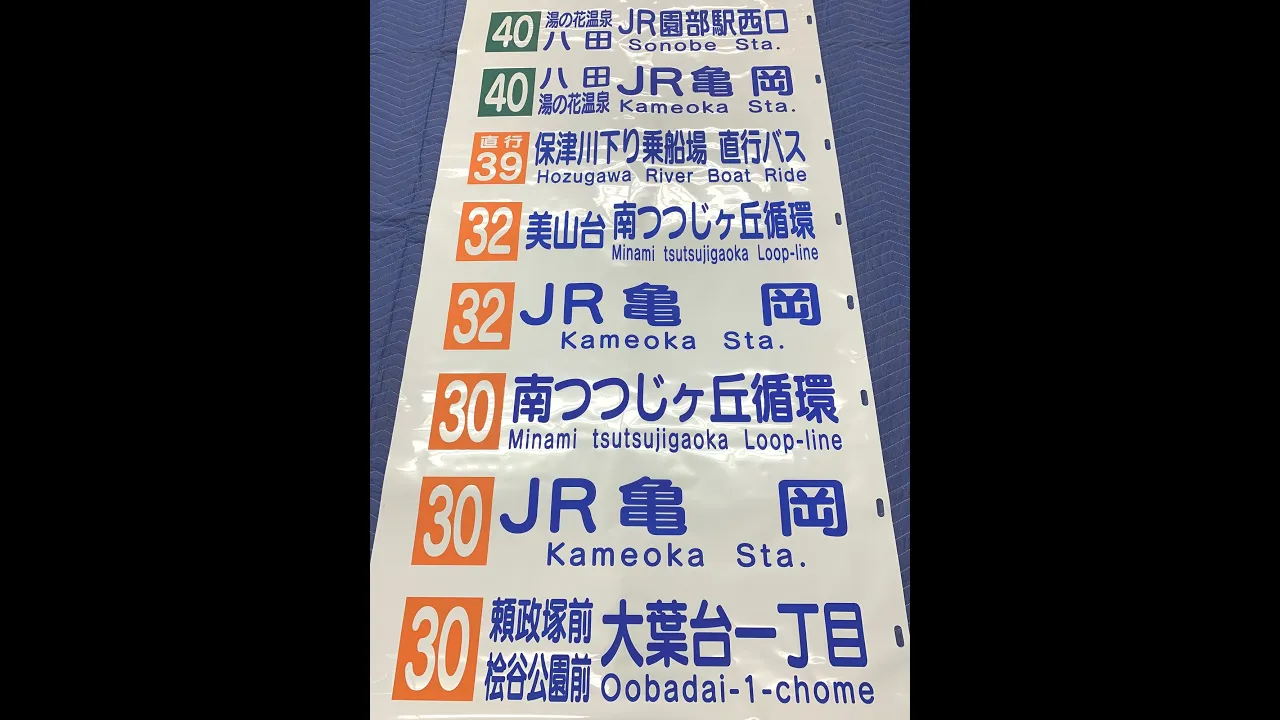 40 湯の花温泉 八田 JR園部駅西口
Sonobe Sta.
40 八田 湯の花温泉 JR亀岡
Kameoka Sta.
直行 39 保津川下り乗船場 直行バス
Hozugawa River Boat Ride
32 美山台 南つつじヶ丘循環
Minami tsutsujigaoka Loop-line
32 JR亀岡
Kameoka Sta.
30 南つつじヶ丘循環
Minami tsutsujigaoka Loop-line
30 JR亀岡
Kameoka Sta.
30 頼政塚前 桧谷公園前 大葉台一丁目
Oobadai-1-chome